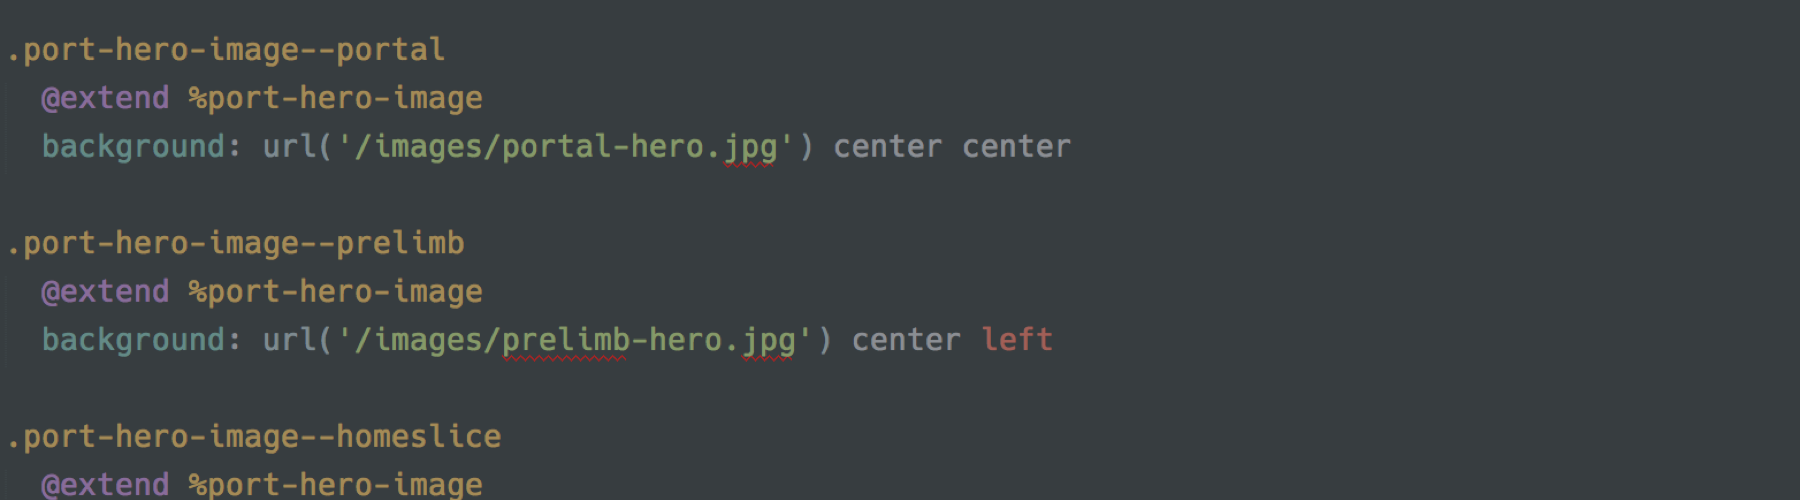 .port-hero-image--portal
@extend %port-hero-image
background: url('/images/portal-hero.jpg') center center
.port-hero-image--prelimb
@extend %port-hero-image
background: url('/images/prelimb-hero.jpg') center left
.port-hero-image--homeslice
@extend %port-hero-image